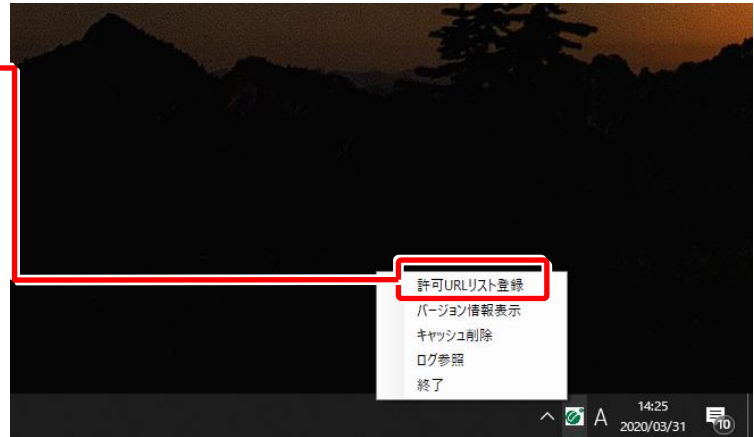 許可URLリスト登録
バージョン情報表示
キャッシュ削除
ログ参照
終了
A
14:25
2020/03/31
10